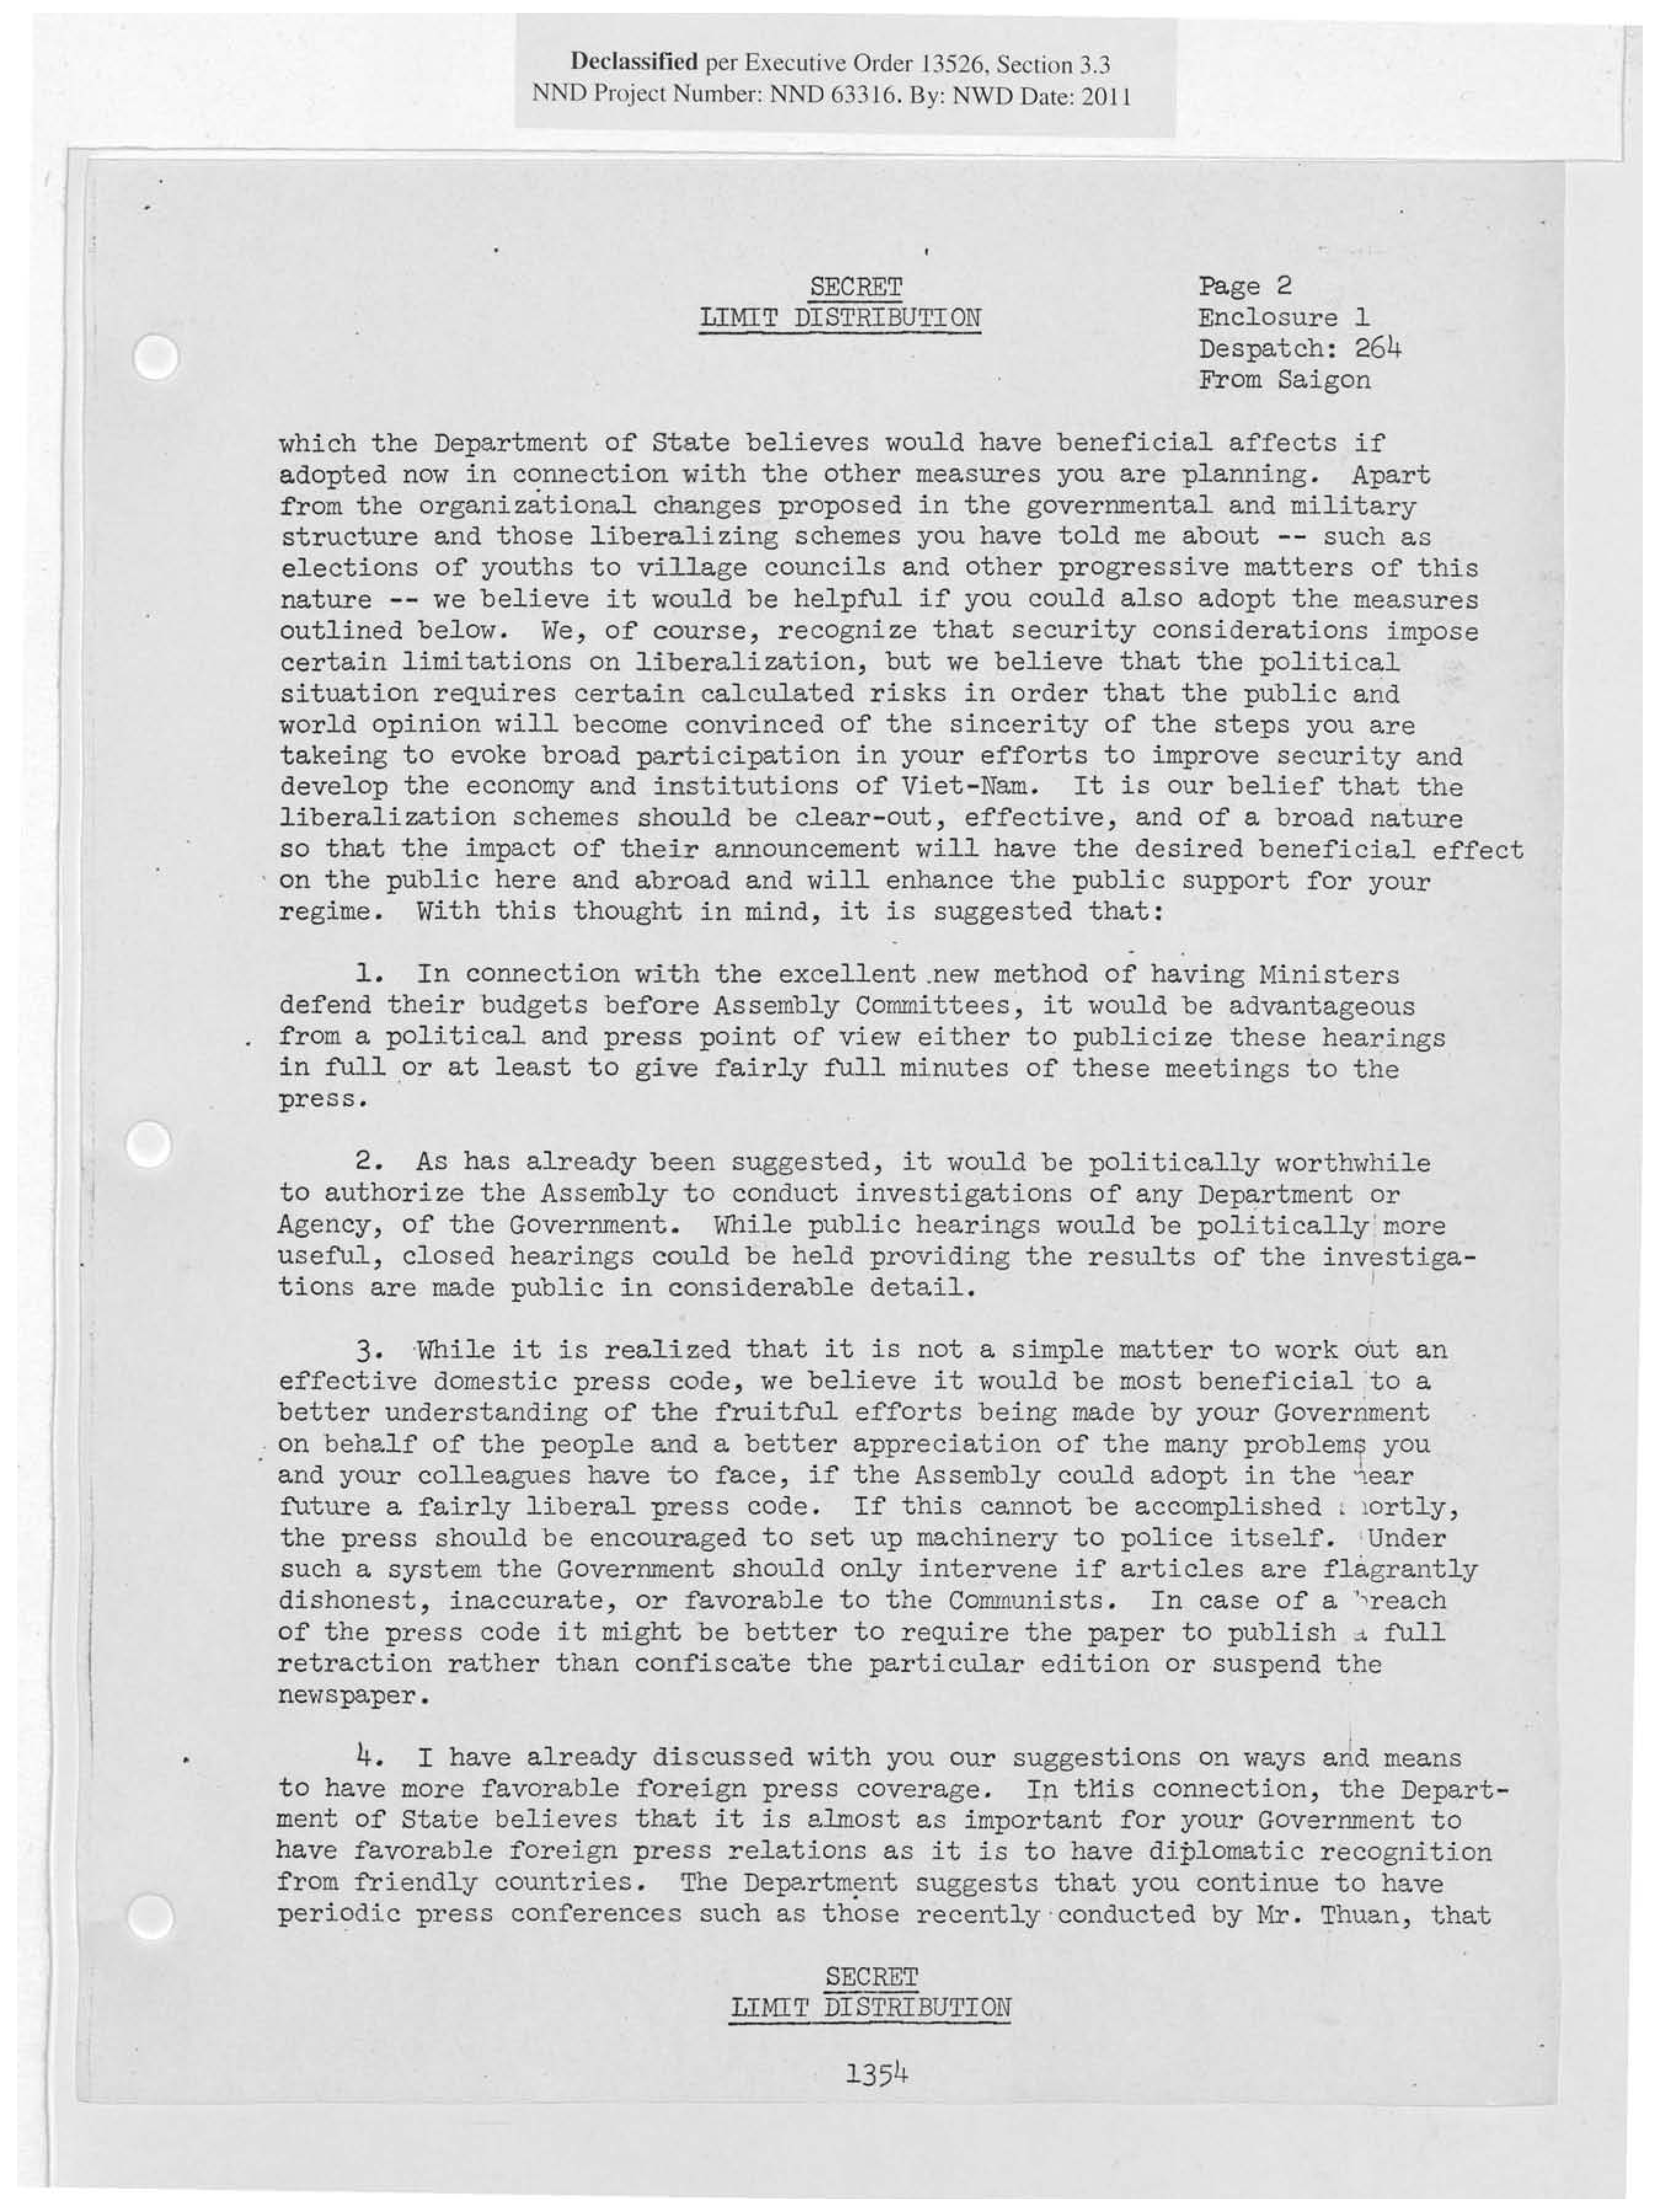 Declassified per Executive Order 13526, Section 3.3
NND Project Number: NND 63316. By: NWD Date: 2011
SECRET
LIMIT DISTRIBUTION
Page 2
Enclosure 1
Despatch: 264
From Saigon
which the Department of State believes would have beneficial affects if
adopted now in connection with the other measures you are planning. Apart
from the organizational changes proposed in the governmental and military
structure and those liberalizing schemes you have told me about -- such as
elections of youths to village councils and other progressive matters of this
nature -- we believe it would be helpful if you could also adopt the measures
outlined below. We, of course, recognize that security considerations impose
certain limitations on liberalization, but we believe that the political
situation requires certain calculated risks in order that the public and
world opinion will become convinced of the sincerity of the steps you are
takeing to evoke broad participation in your efforts to improve security and
develop the economy and institutions of Viet-Nam. It is our belief that the
liberalization schemes should be clear-out, effective, and of a broad nature
so that the impact of their announcement will have the desired beneficial effect
on the public here and abroad and will enhance the public support for your
regime. With this thought in mind, it is suggested that:
1. In connection with the excellent new method of having Ministers
defend their budgets before Assembly Committees, it would be advantageous
from a political and press point of view either to publicize these hearings
in full or at least to give fairly full minutes of these meetings to the
press.
2. As has already been suggested, it would be politically worthwhile
to authorize the Assembly to conduct investigations of any Department or
Agency, of the Government. While public hearings would be politically more
useful, closed hearings could be held providing the results of the investiga-
tions are made public in considerable detail.
3. While it is realized that it is not a simple matter to work out an
effective domestic press code, we believe it would be most beneficial to a
better understanding of the fruitful efforts being made by your Government
on behalf of the people and a better appreciation of the many problems you
and your colleagues have to face, if the Assembly could adopt in the near
future a fairly liberal press code. If this cannot be accomplished shortly,
the press should be encouraged to set up machinery to police itself. Under
such a system the Government should only intervene if articles are flagrantly
dishonest, inaccurate, or favorable to the Communists. In case of a breach
of the press code it might be better to require the paper to publish a full
retraction rather than confiscate the particular edition or suspend the
newspaper.
4. I have already discussed with you our suggestions on ways and means
to have more favorable foreign press coverage. In this connection, the Depart-
ment of State believes that it is almost as important for your Government to
have favorable foreign press relations as it is to have diplomatic recognition
from friendly countries. The Department suggests that you continue to have
periodic press conferences such as those recently conducted by Mr. Thuan, that
SECRET
LIMIT DISTRIBUTION
1354